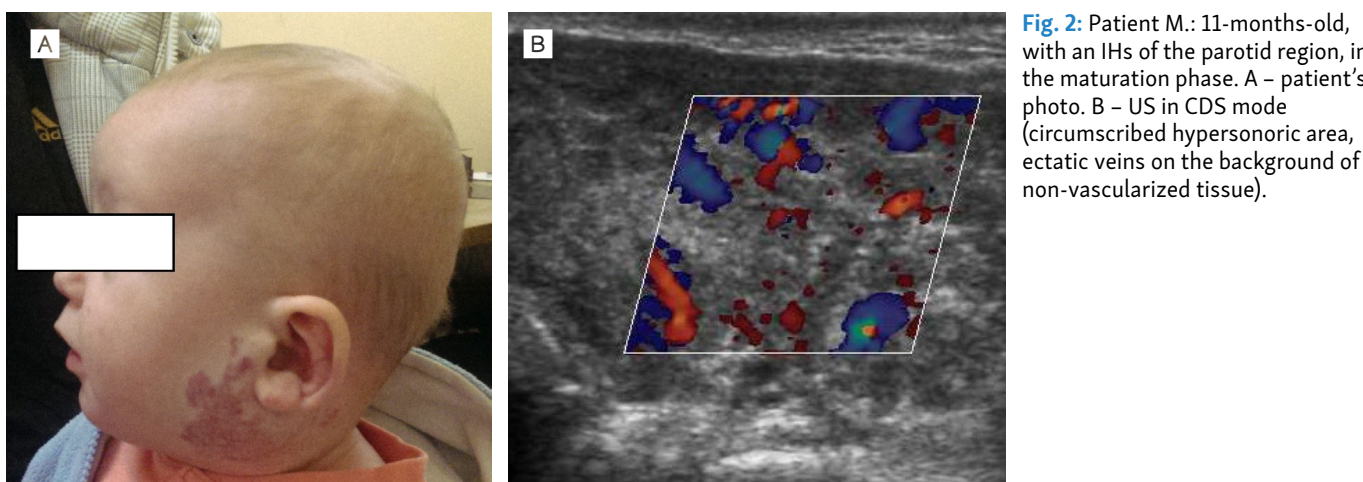 A
B
Fig. 2: Patient M.: 11-months-old,
with an IHs of the parotid region, in
the maturation phase. A – patient's
photo. B – US in CDS mode
(circumscribed hypersonoric area,
ectatic veins on the background of
non-vascularized tissue).